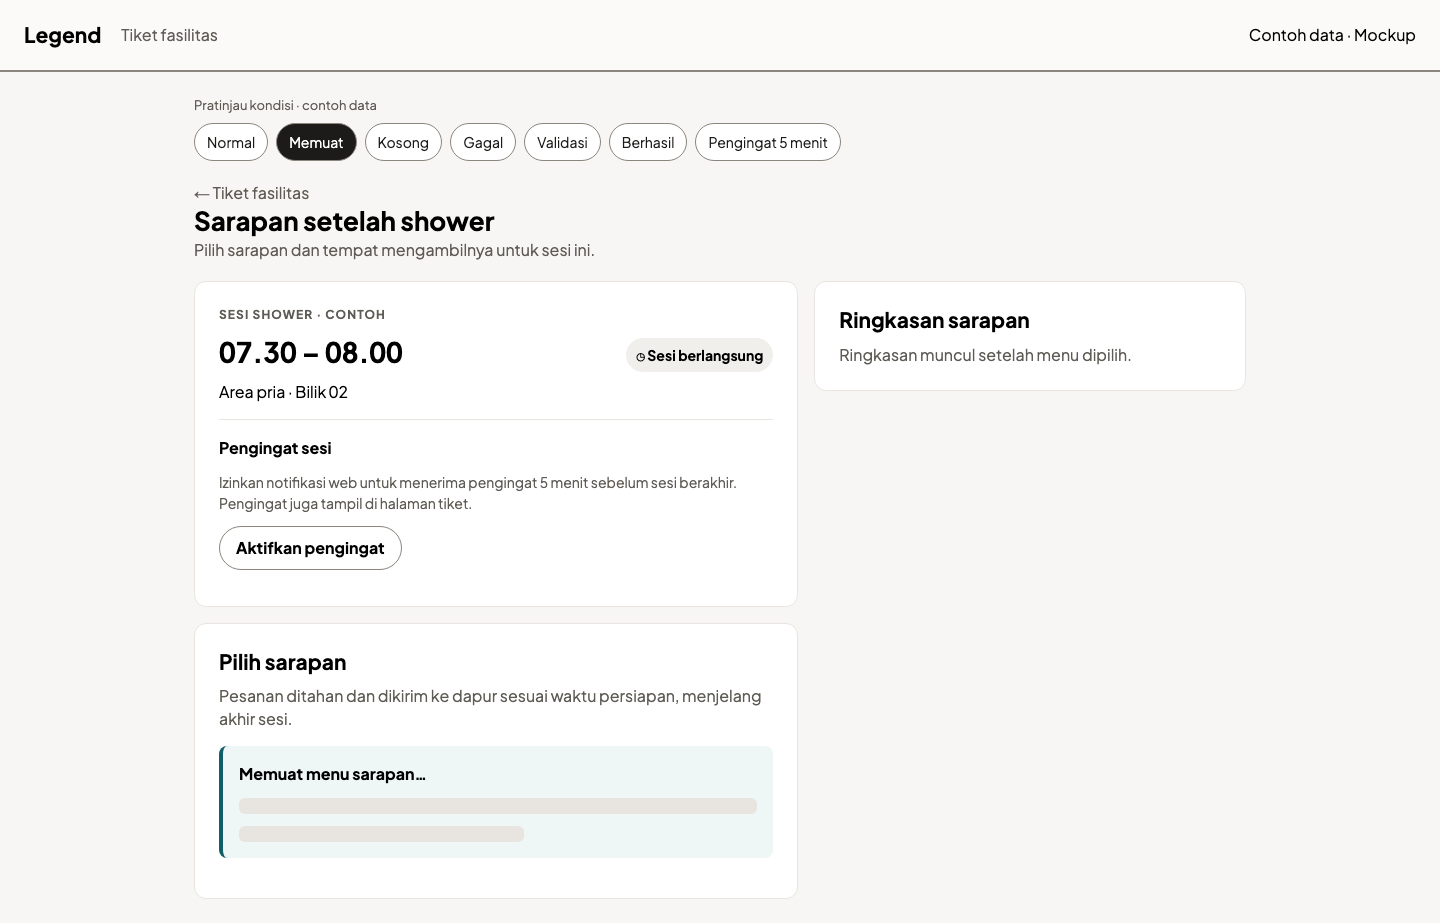 Legend
Tiket fasilitas
Contoh data · Mockup
Pratinjau kondisi · contoh data
Normal
Memuat
Kosong
Gagal
Validasi
Berhasil
Pengingat 5 menit
← Tiket fasilitas
Sarapan setelah shower
Pilih sarapan dan tempat mengambilnya untuk sesi ini.
SESI SHOWER · CONTOH
07.30 – 08.00
Sesi berlangsung
Area pria · Bilik 02
Pengingat sesi
Izinkan notifikasi web untuk menerima pengingat 5 menit sebelum sesi berakhir.
Pengingat juga tampil di halaman tiket.
Aktifkan pengingat
Pilih sarapan
Pesanan ditahan dan dikirim ke dapur sesuai waktu persiapan, menjelang
akhir sesi.
Memuat menu sarapan…
Ringkasan sarapan
Ringkasan muncul setelah menu dipilih.